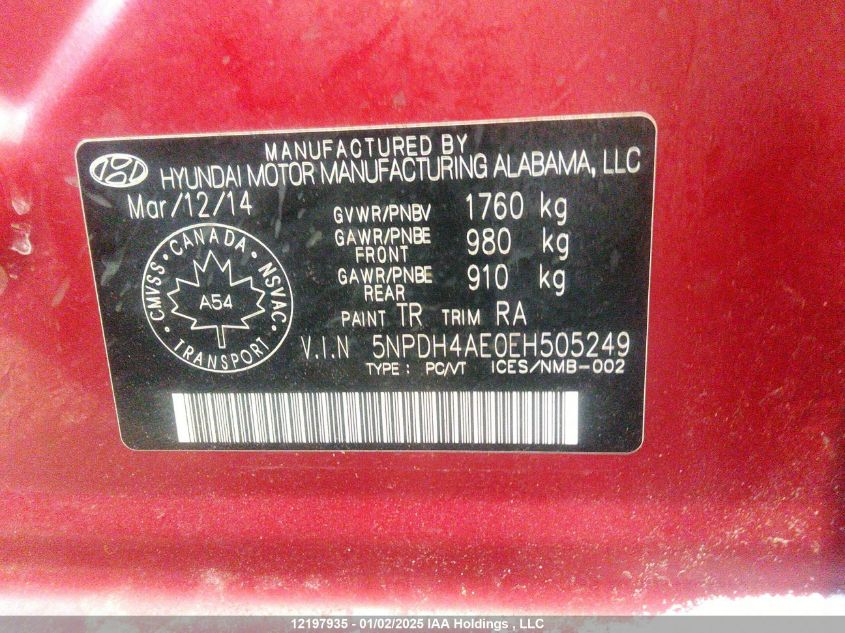 MANUFACTURED BY
HYUNDAI MOTOR MANUFACTURING ALABAMA, LLC
Mar/12/14
GVWR/PNBV 1760 kg
GAWR/PNBE FRONT 980 kg
GAWR/PNBE REAR 910 kg
PAINT TR TRIM RA
CANADA
CMVSS • NSVAC
A54
TRANSPORT
V.I.N 5NPDH4AE0EH505249
TYPE : PC/VT ICES/NMB-002
12197935 - 01/02/2025 IAA Holdings , LLC